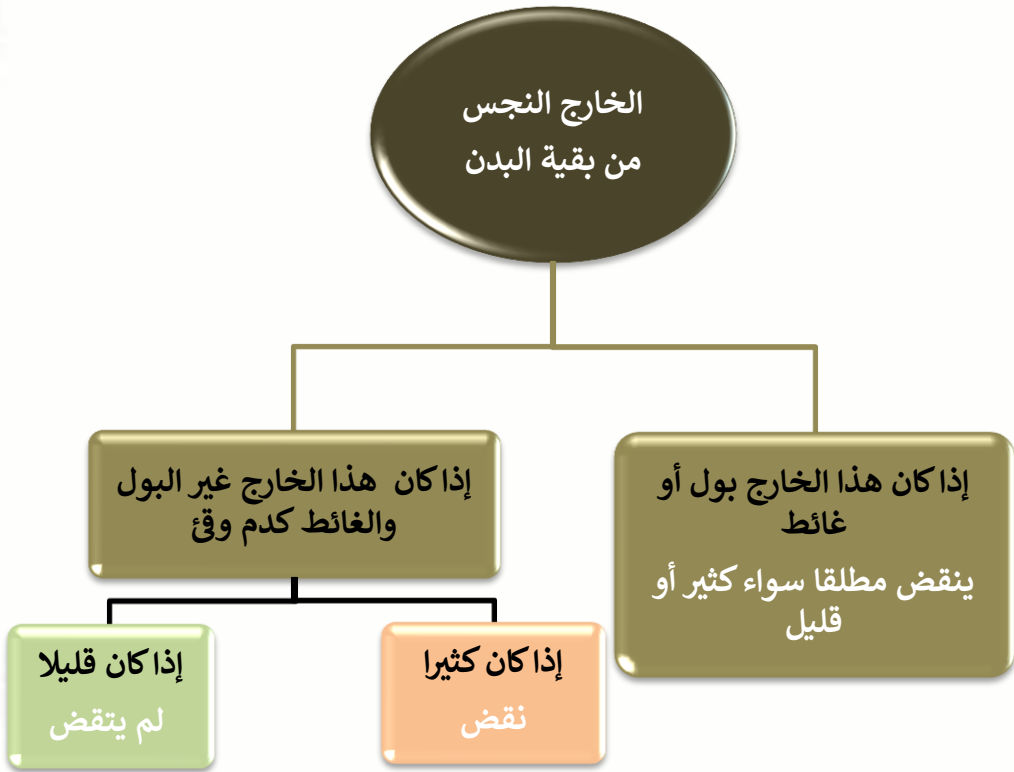 الخارج النجس
من بقية البدن
إذا كان هذا الخارج بول أو
غائط
ينقض مطلقا سواء كثير أو
قليل
إذا كان هذا الخارج غير البول
والغائط كدم وقئ
إذا كان كثيرا
نقض
إذا كان قليلا
لم يتقض